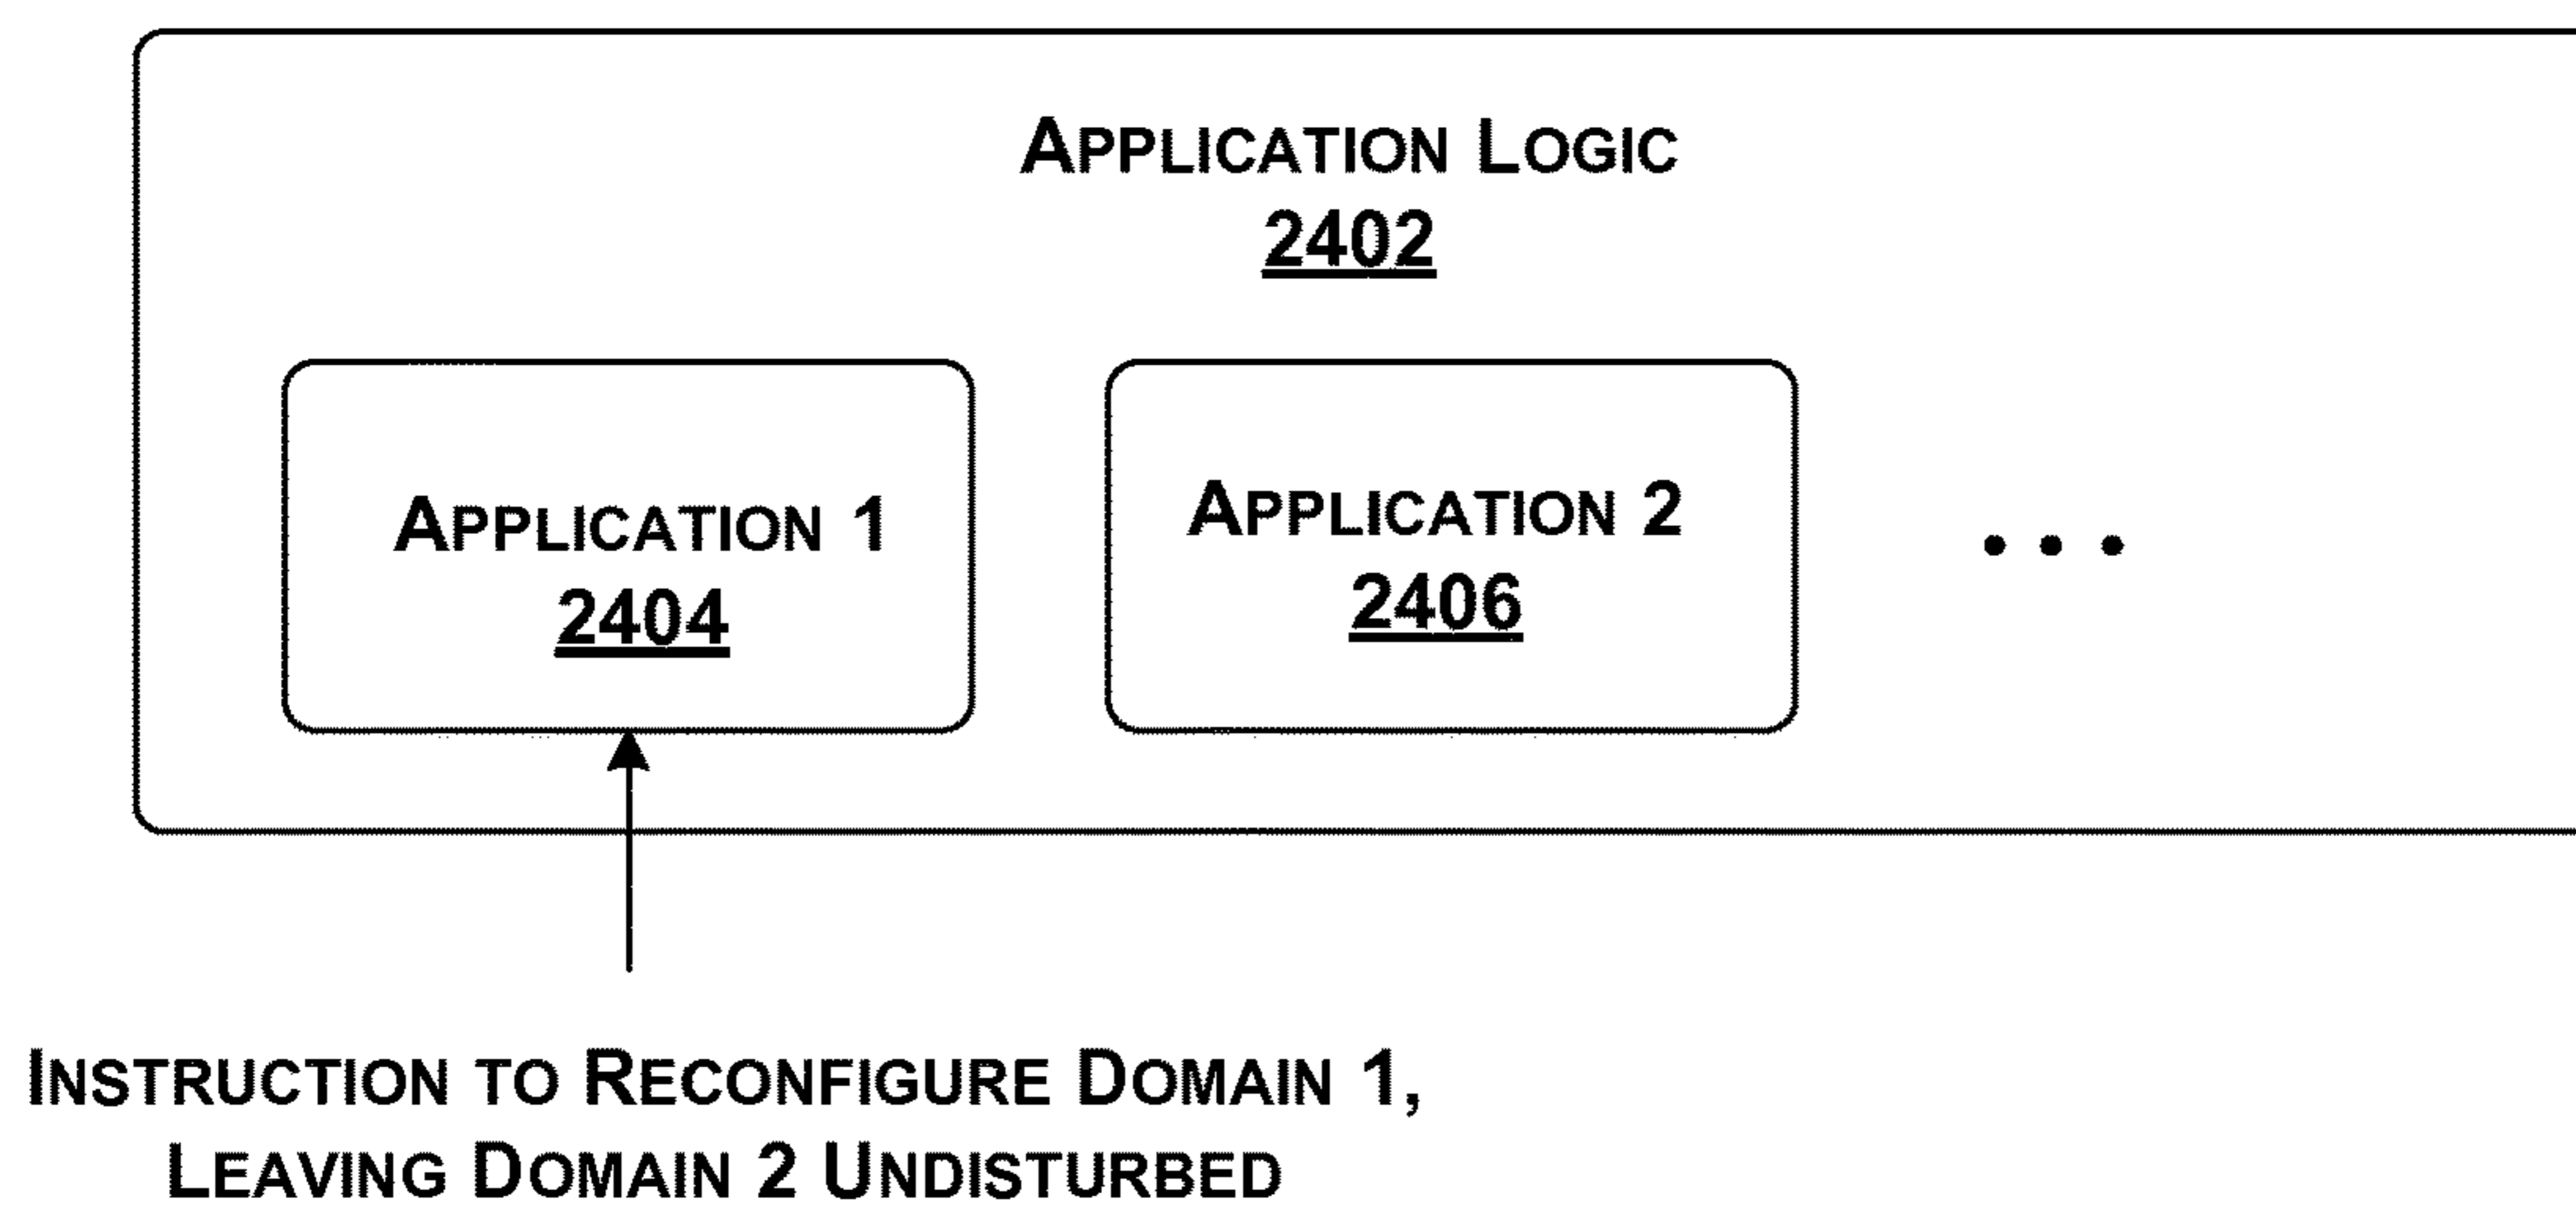 APPLICATION LOGIC
2402
APPLICATION 1
2404
APPLICATION 2
2406
• • •
INSTRUCTION TO RECONFIGURE DOMAIN 1,
LEAVING DOMAIN 2 UNDISTURBED